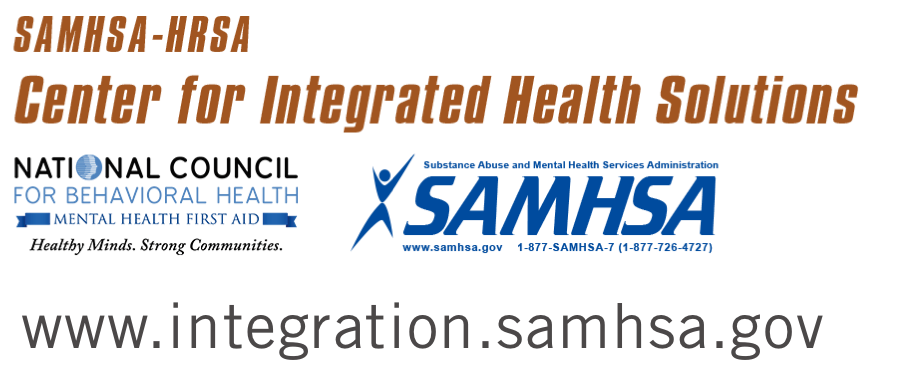 SAMHSA-HRSA
Center for Integrated Health Solutions
NATIONAL COUNCIL
FOR BEHAVIORAL HEALTH
MENTAL HEALTH FIRST AID
Healthy Minds. Strong Communities.
Substance Abuse and Mental Health Services Administration
SAMHSA
www.samhsa.gov 1-877-SAMHSA-7 (1-877-726-4727)
www.integration.samhsa.gov